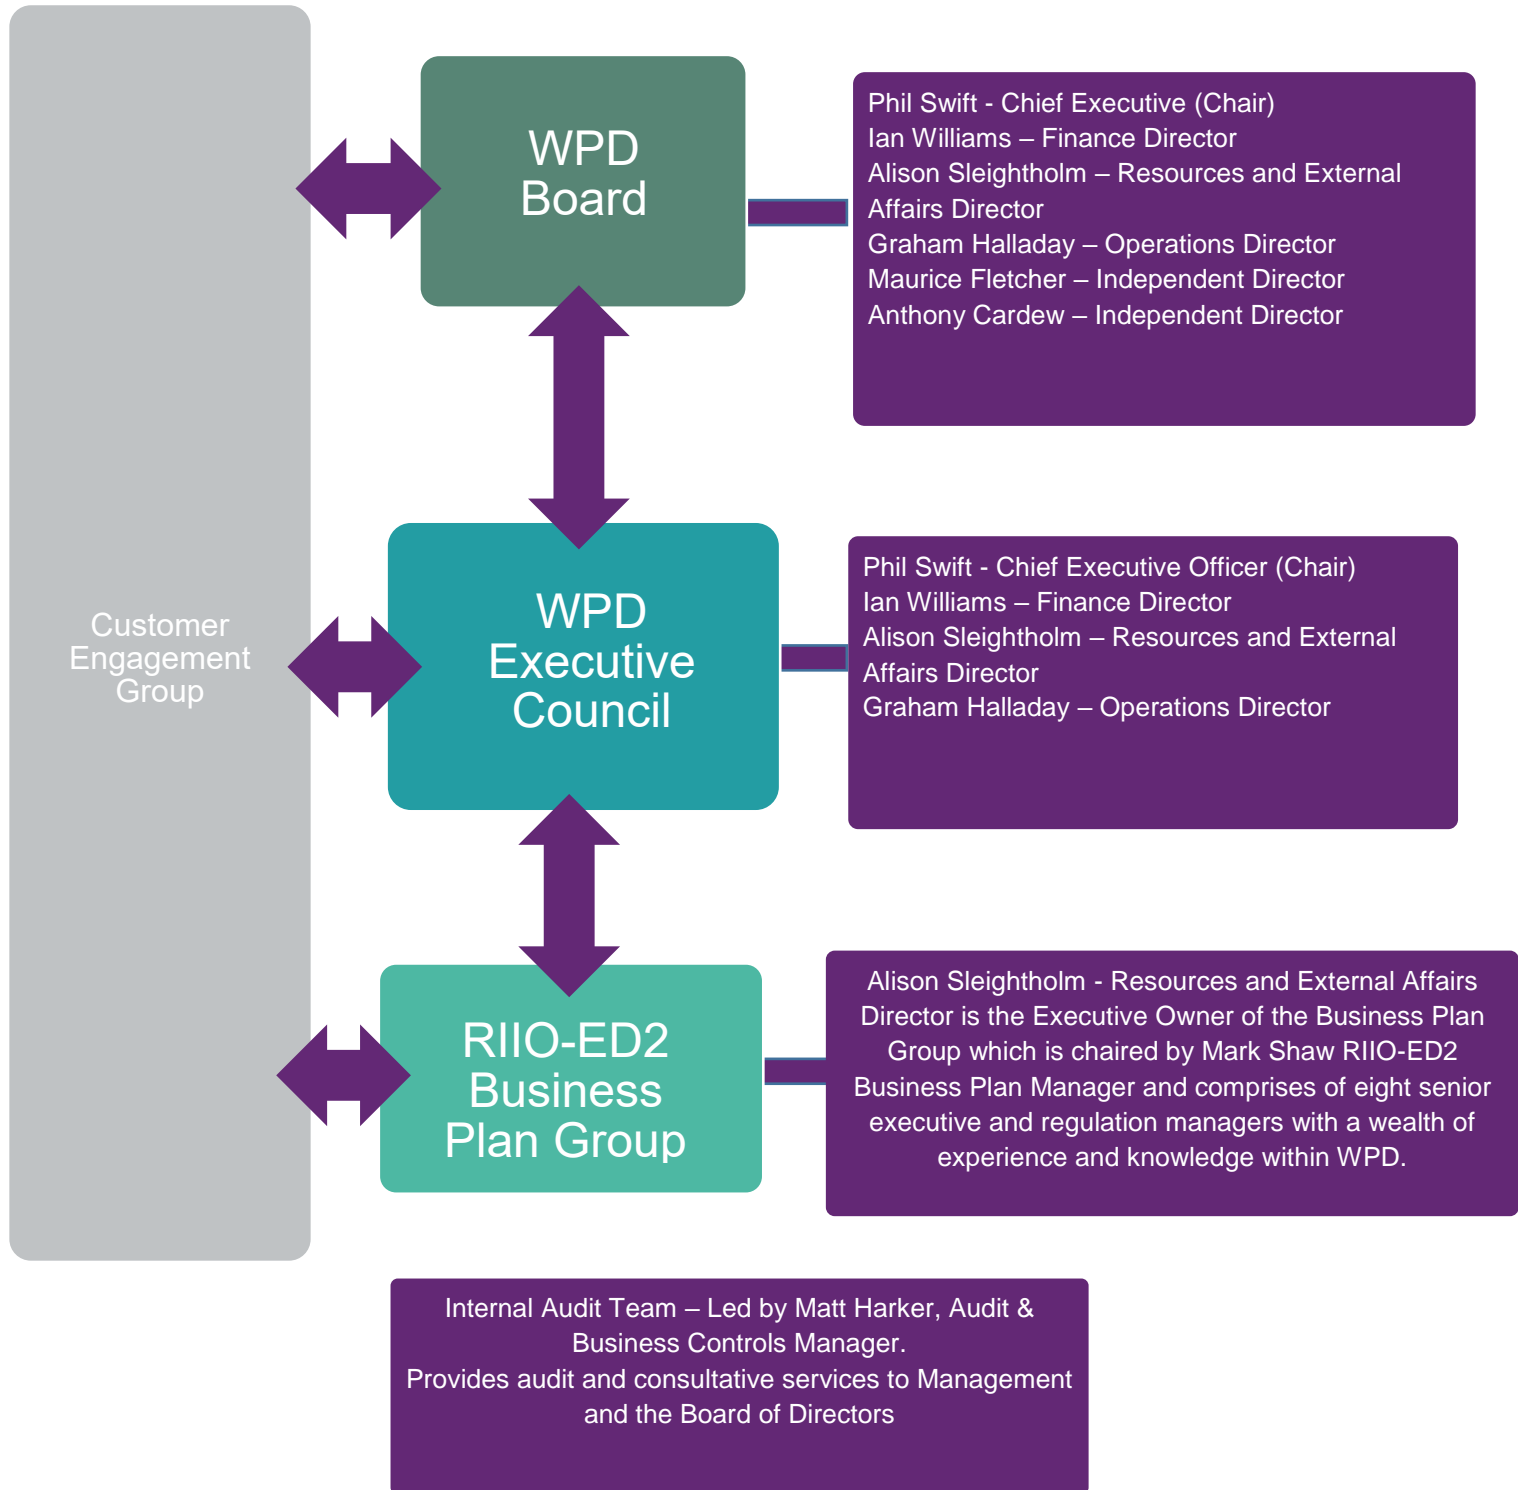 WPD
Board
Phil Swift - Chief Executive (Chair)
Ian Williams – Finance Director
Alison Sleightholm – Resources and External
Affairs Director
Graham Halladay – Operations Director
Maurice Fletcher – Independent Director
Anthony Cardew – Independent Director
Customer
Engagement
Group
WPD
Executive
Council
Phil Swift - Chief Executive Officer (Chair)
Ian Williams – Finance Director
Alison Sleightholm – Resources and External
Affairs Director
Graham Halladay – Operations Director
RIIO-ED2
Business
Plan Group
Alison Sleightholm - Resources and External Affairs
Director is the Executive Owner of the Business Plan
Group which is chaired by Mark Shaw RIIO-ED2
Business Plan Manager and comprises of eight senior
executive and regulation managers with a wealth of
experience and knowledge within WPD.
Internal Audit Team – Led by Matt Harker, Audit &
Business Controls Manager.
Provides audit and consultative services to Management
and the Board of Directors